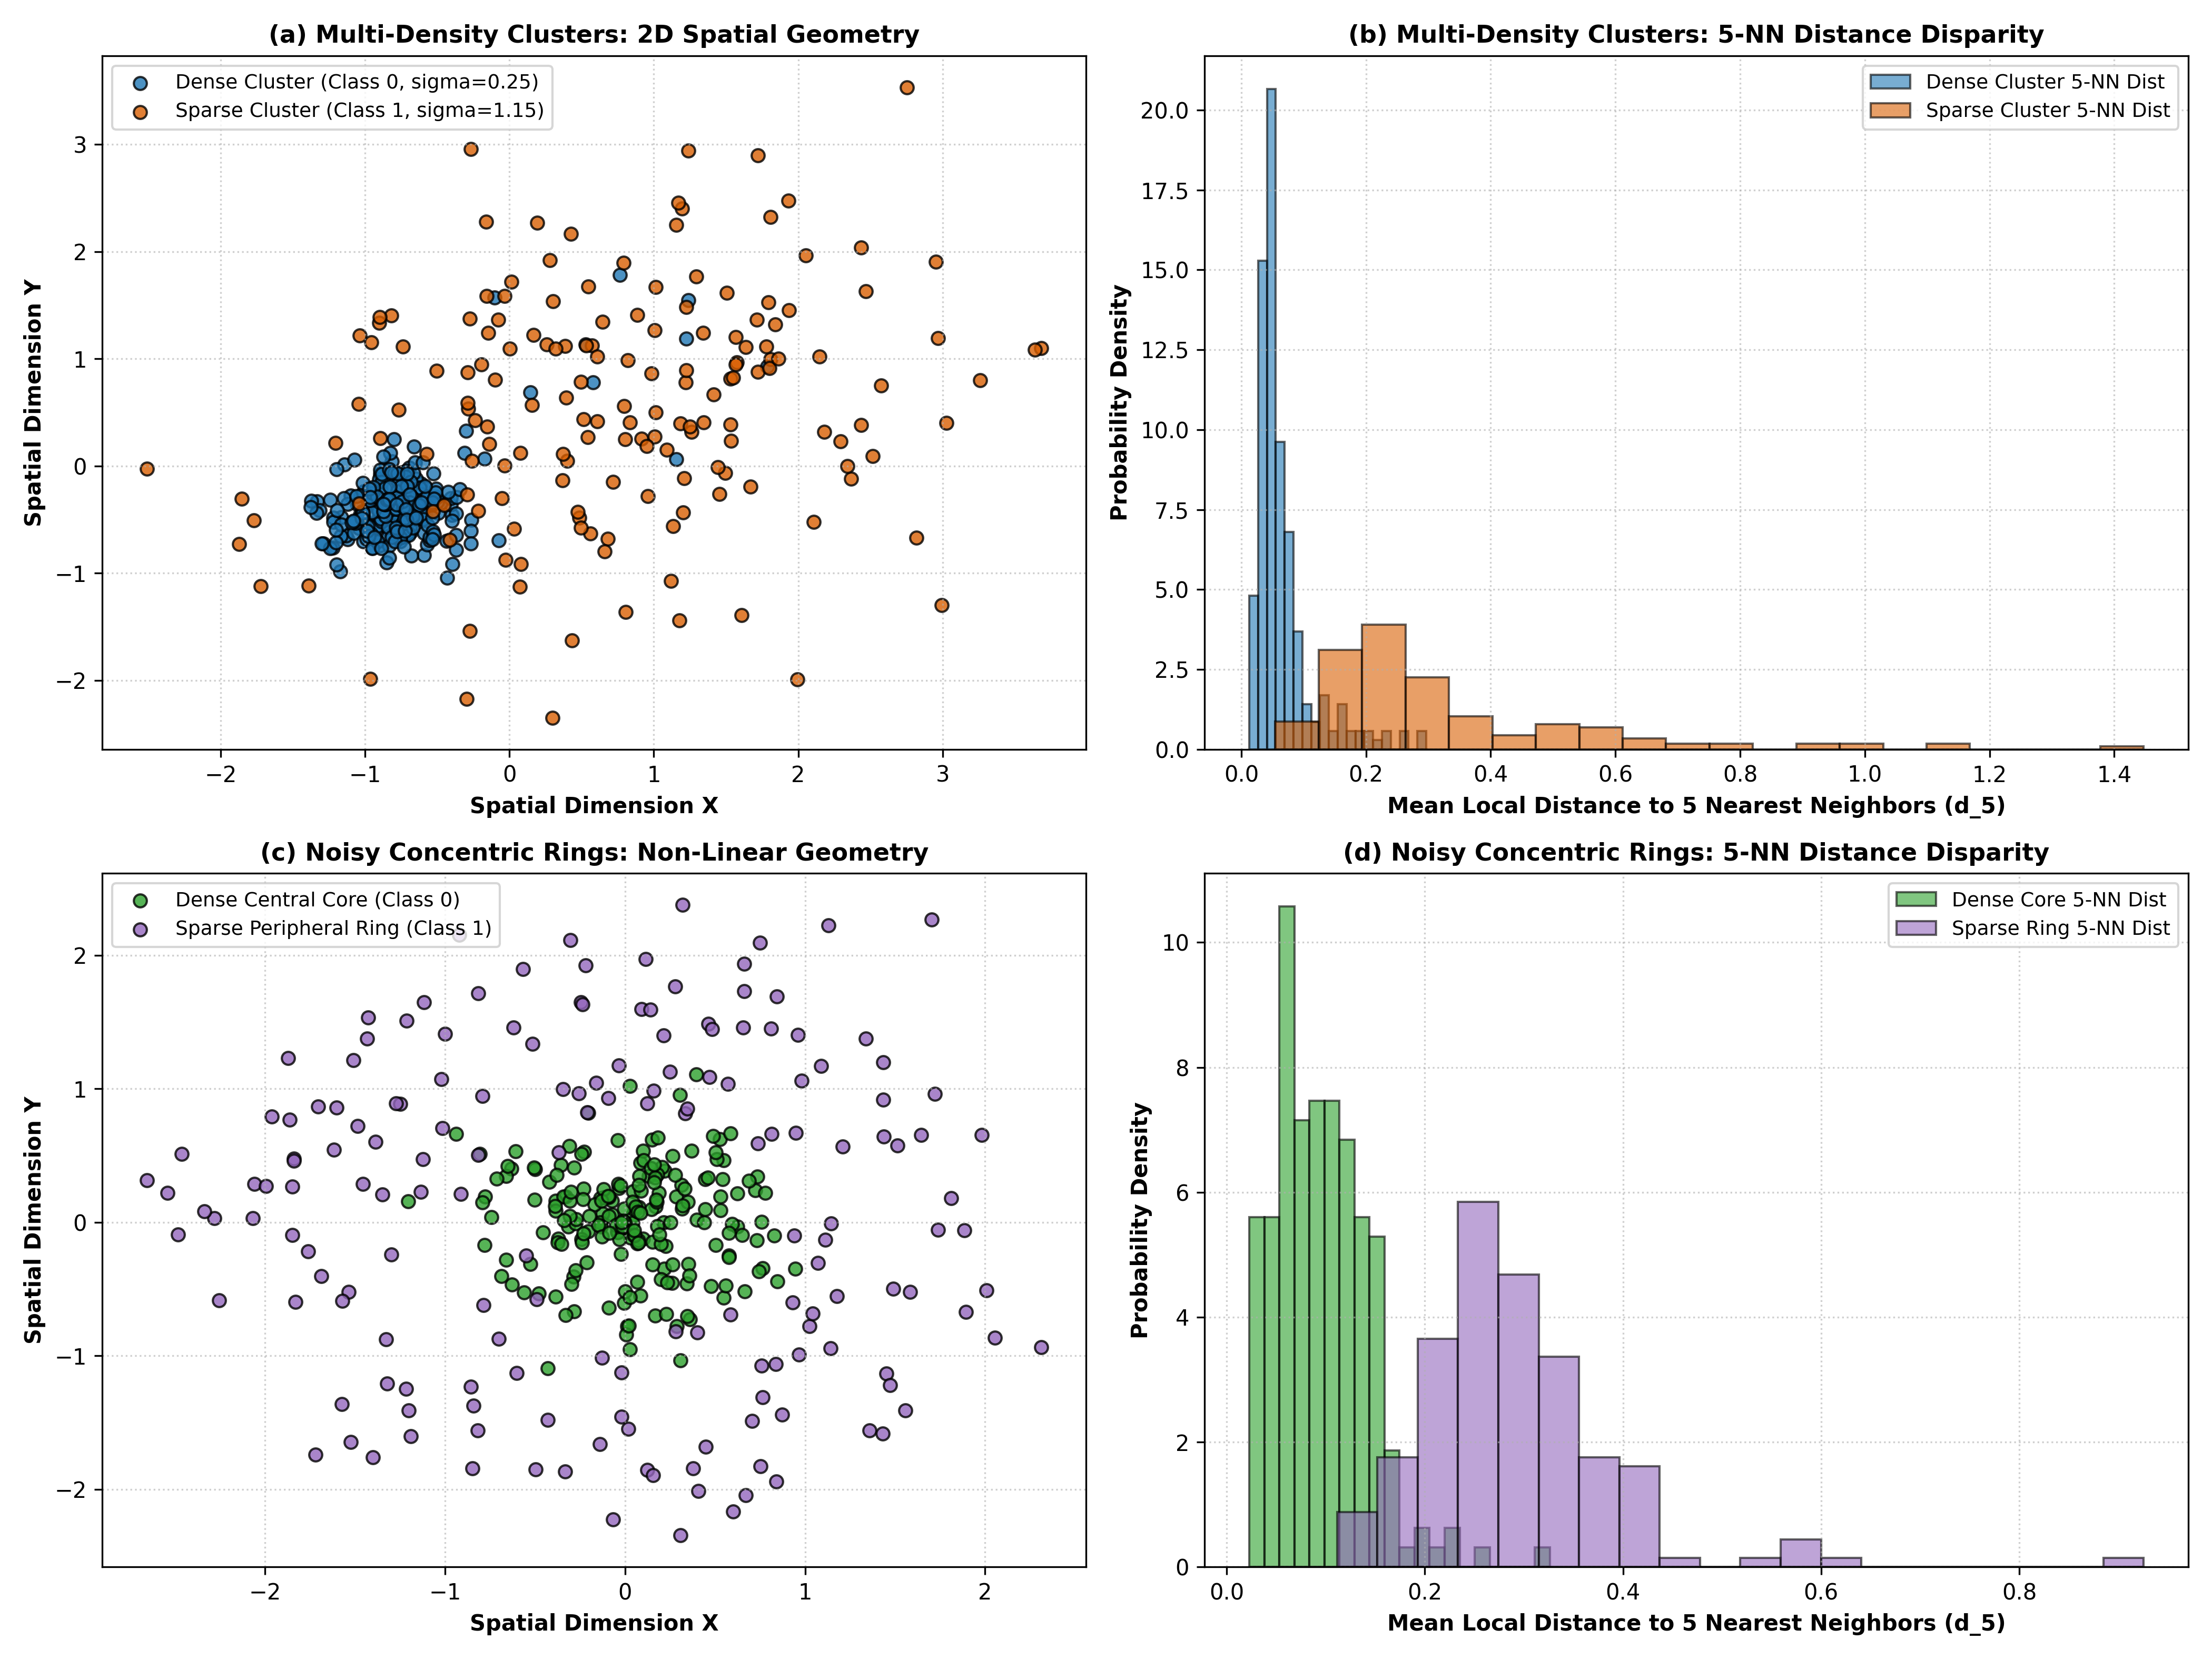 (a) Multi-Density Clusters: 2D Spatial Geometry
Dense Cluster (Class 0, sigma=0.25)
Sparse Cluster (Class 1, sigma=1.15)
Spatial Dimension Y
3
2
1
0
−1
−2
−2
−1
0
1
2
3
Spatial Dimension X
(b) Multi-Density Clusters: 5-NN Distance Disparity
Dense Cluster 5-NN Dist
Sparse Cluster 5-NN Dist
Probability Density
20.0
17.5
15.0
12.5
10.0
7.5
5.0
2.5
0.0
0.0
0.2
0.4
0.6
0.8
1.0
1.2
1.4
Mean Local Distance to 5 Nearest Neighbors (d_5)
(c) Noisy Concentric Rings: Non-Linear Geometry
Dense Central Core (Class 0)
Sparse Peripheral Ring (Class 1)
Spatial Dimension Y
2
1
0
−1
−2
−2
−1
0
1
2
Spatial Dimension X
(d) Noisy Concentric Rings: 5-NN Distance Disparity
Dense Core 5-NN Dist
Sparse Ring 5-NN Dist
Probability Density
10
8
6
4
2
0
0.0
0.2
0.4
0.6
0.8
Mean Local Distance to 5 Nearest Neighbors (d_5)